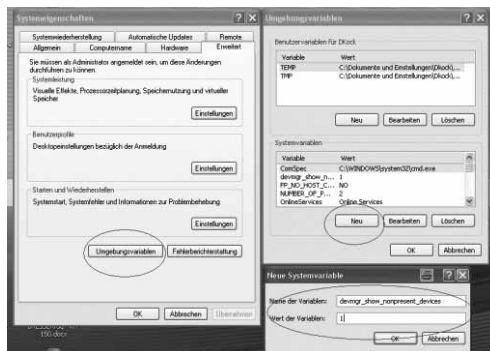 Systemeigenschaften
Systemwiederherstellung Automatische Updates Remote
Allgemein Computername Hardware Erweitert
Sie müssen als Administrator angemeldet sein, um diese Änderungen
durchführen zu können.
Systemleistung
Visuelle Effekte, Prozessorzeitplanung, Speichernutzung und virtueller
Speicher
Einstellungen
Benutzerprofile
Desktopeinstellungen bezüglich der Anmeldung
Einstellungen
Starten und Wiederherstellen
Systemstart, Systemfehler und Informationen zur Problembehebung
Einstellungen
Umgebungsvariablen Fehlerberichterstattung
OK Abbrechen Übernehmen
150.docx
Umgebungsvariablen
Benutzervariablen für DKock
Variable Wert
TEMP C:\Dokumente und Einstellungen\Dkock\...
TMP C:\Dokumente und Einstellungen\Dkock\...
Neu Bearbeiten Löschen
Systemvariablen
Variable Wert
ComSpec C:\WINDOWS\system32\cmd.exe
devmgr_show_n... 1
FP_NO_HOST_C... NO
NUMBER_OF_P... 2
OnlineServices Online Services
Neu Bearbeiten Löschen
OK Abbrechen
Neue Systemvariable
Name der Variablen: devmgr_show_nonpresent_devices
Wert der Variablen: 1
OK Abbrechen